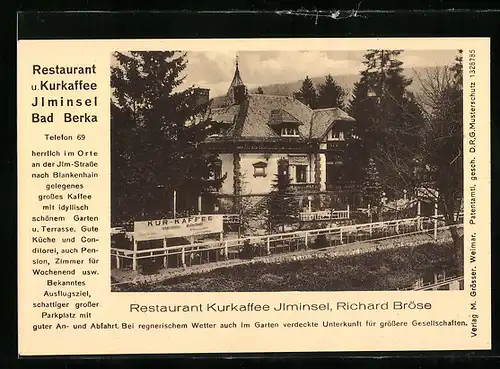 Restaurant
u. Kurkaffee
JIminsel
Bad Berka
Telefon 69
herrlich im Orte
an der Jlm-Straße
nach Blankenhain
gelegenes
großes Kaffee
mit idyllisch
schönem Garten
u. Terrasse. Gute
Küche und Con-
ditorei, auch Pen-
sion, Zimmer für
Wochenend usw.
Bekanntes
Ausflugsziel,
schattiger großer
Parkplatz mit
guter An- und Abfahrt. Bei regnerischem Wetter auch im Garten verdeckte Unterkunft für größere Gesellschaften.
KUR-KAFFEE
Restaurant Kurkaffee JIminsel, Richard Bröse
Verlag M. Grösser, Weimar, Patentamtl. gesch. D.R.G.Musterschutz 1328785